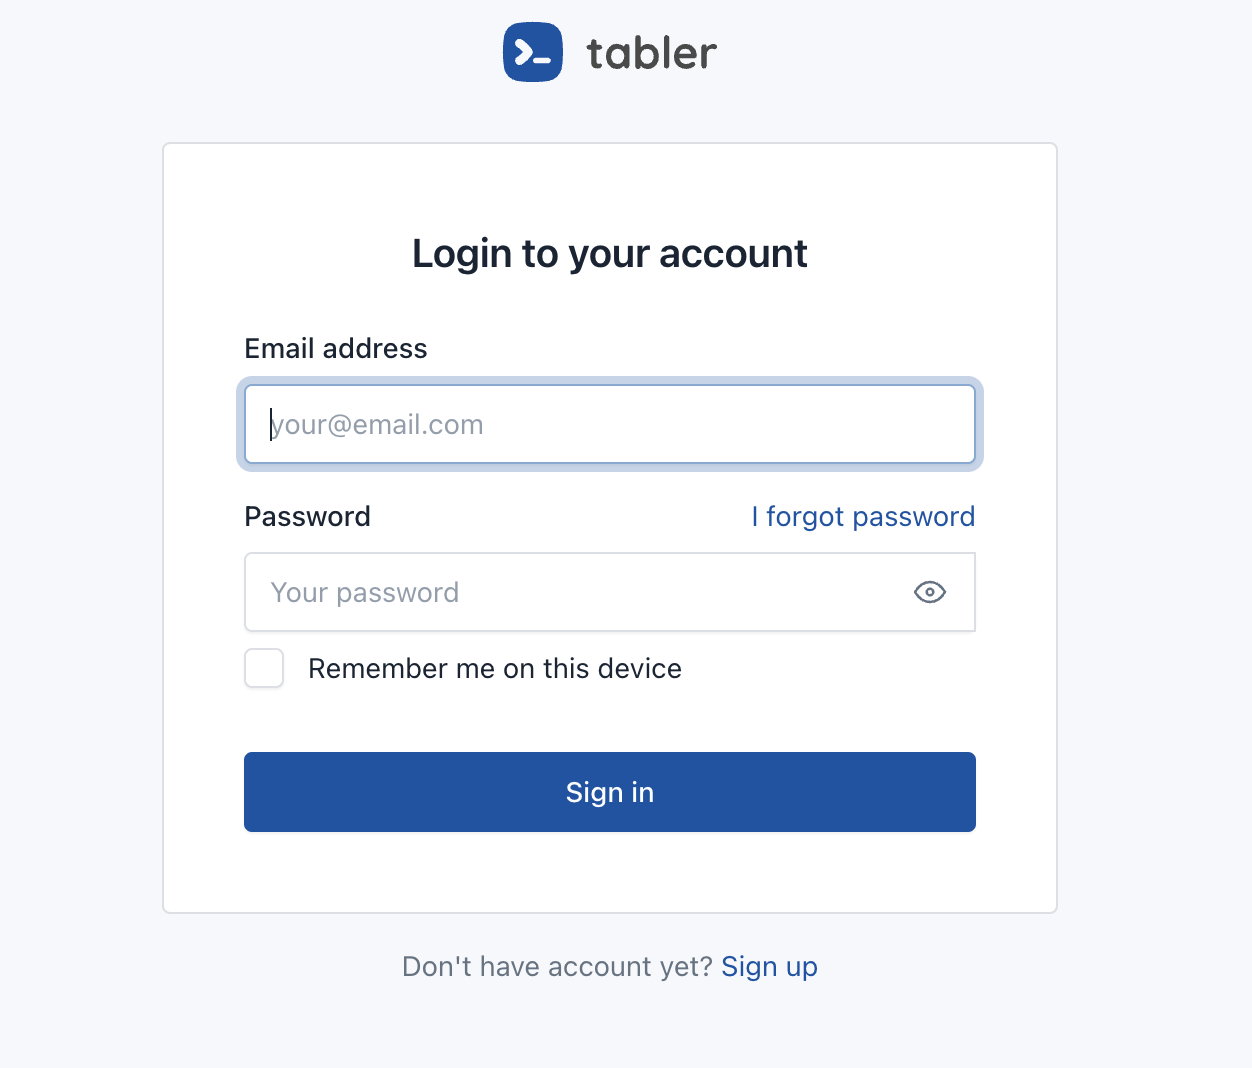 tabler
Login to your account
Email address
your@email.com
Password
I forgot password
Your password
Remember me on this device
Sign in
Don't have account yet? Sign up